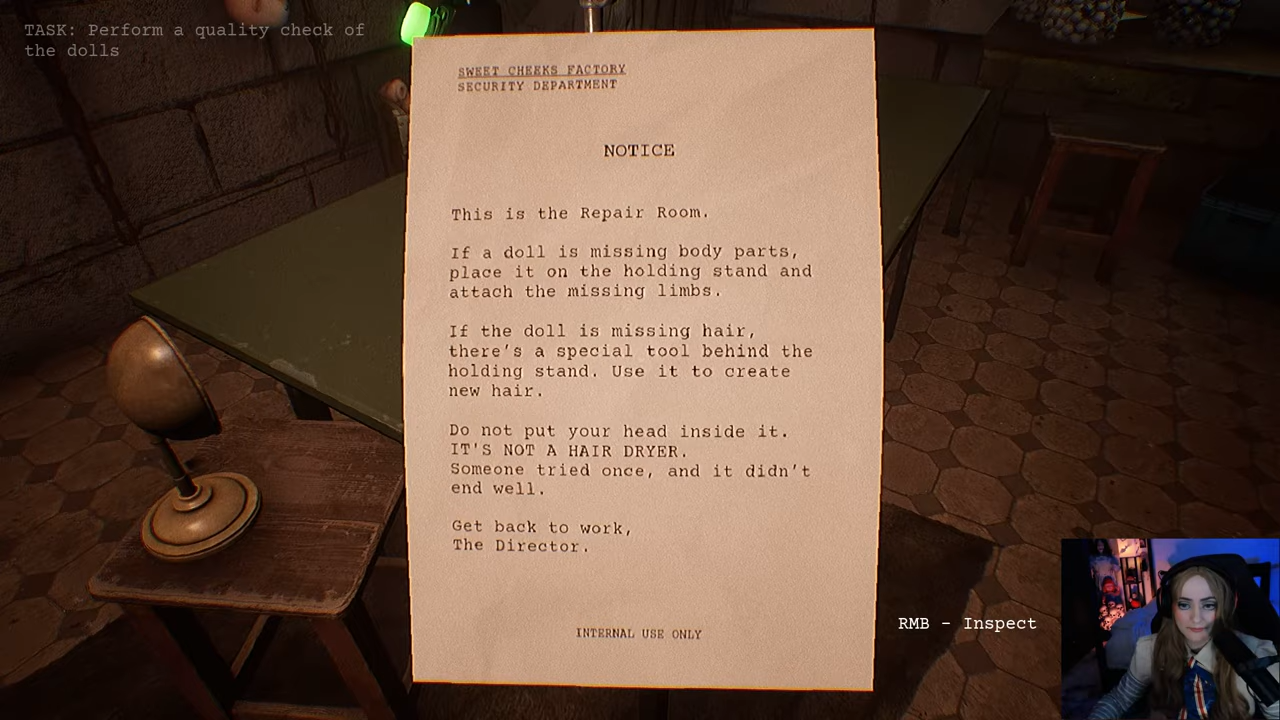 TASK: Perform a quality check of
the dolls
SWEET CHEEKS FACTORY
SECURITY DEPARTMENT
NOTICE
This is the Repair Room.
If a doll is missing body parts,
place it on the holding stand and
attach the missing limbs.
If the doll is missing hair,
there's a special tool behind the
holding stand. Use it to create
new hair.
Do not put your head inside it.
IT'S NOT A HAIR DRYER.
Someone tried once, and it didn't
end well.
Get back to work,
The Director.
INTERNAL USE ONLY
RMB - Inspect